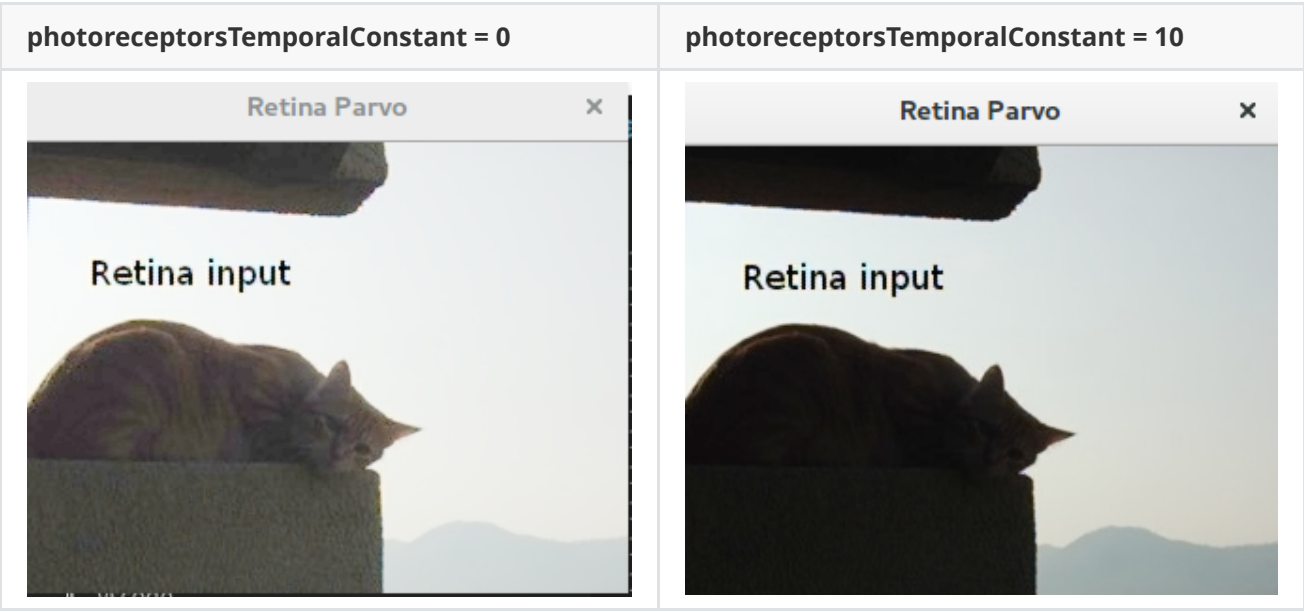 photoreceptorsTemporalConstant = 0
photoreceptorsTemporalConstant = 10
Retina Parvo ×
Retina Parvo ×
Retina input
Retina input